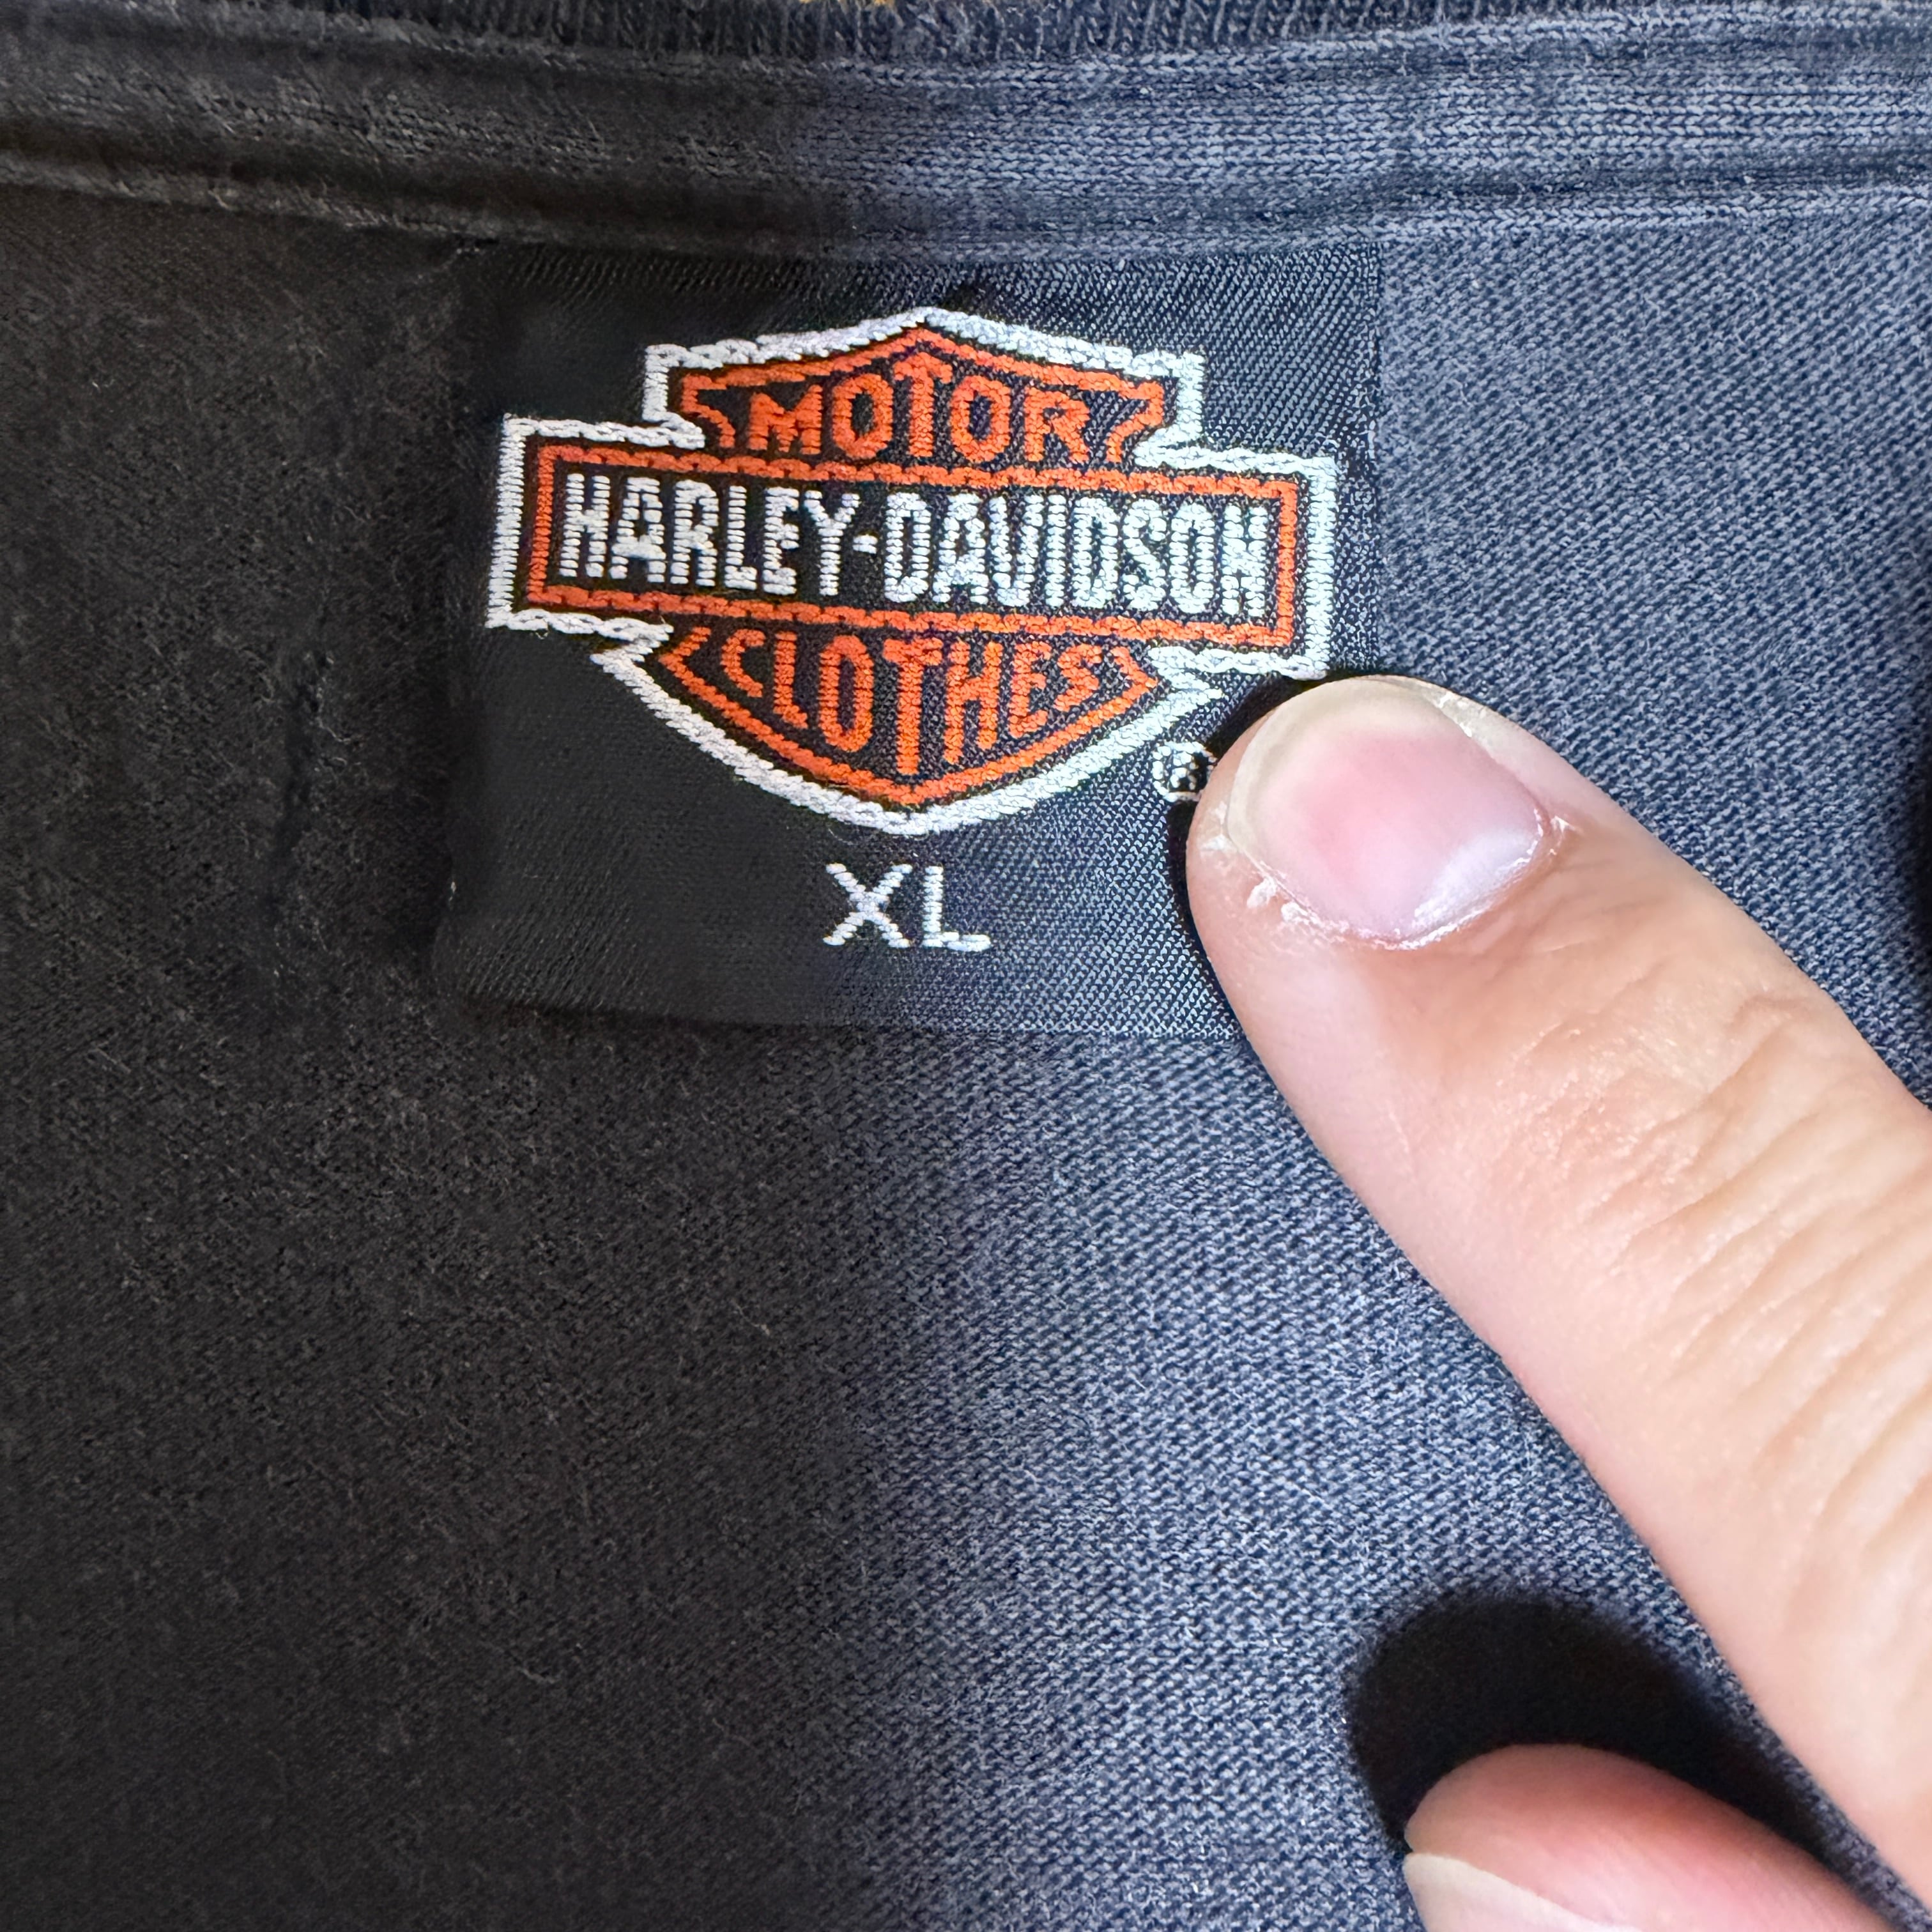 MOTOR
HARLEY-DAVIDSON
CLOTHES
®
XL